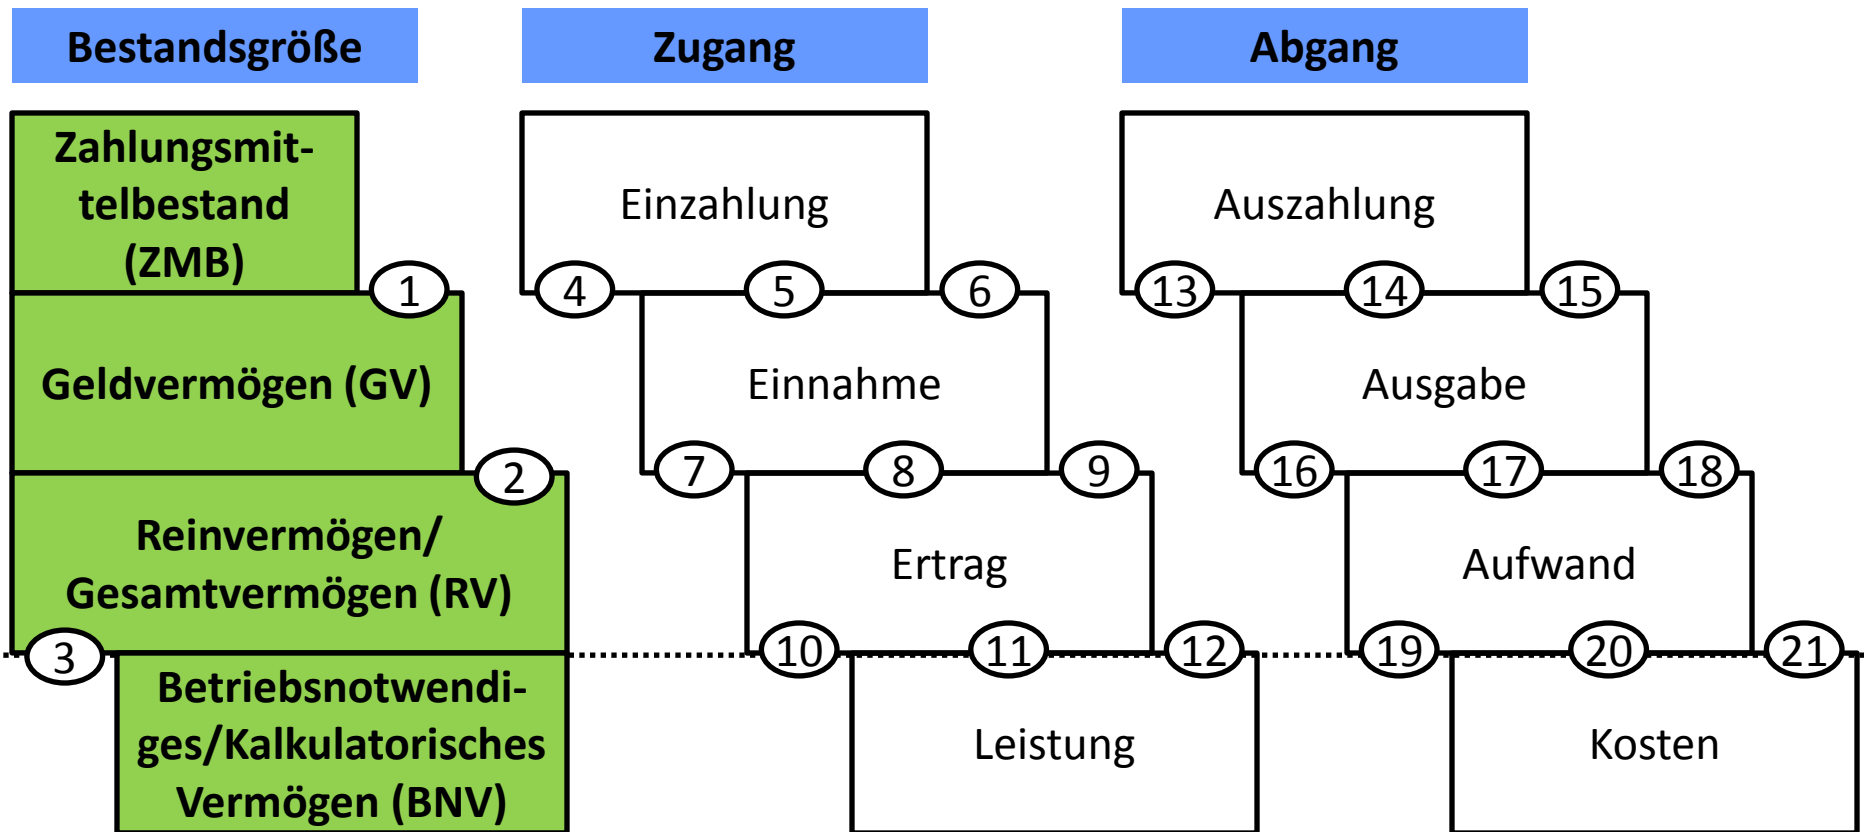 Bestandsgröße
Zugang
Abgang
Zahlungsmit-
telbestand
(ZMB)
Einzahlung
Auszahlung
1
4
5
6
13
14
15
Geldvermögen (GV)
Einnahme
Ausgabe
2
7
8
9
16
17
18
Reinvermögen/
Gesamtvermögen (RV)
Ertrag
Aufwand
3
10
11
12
19
20
21
Betriebsnotwendi-
ges/Kalkulatorisches
Vermögen (BNV)
Leistung
Kosten